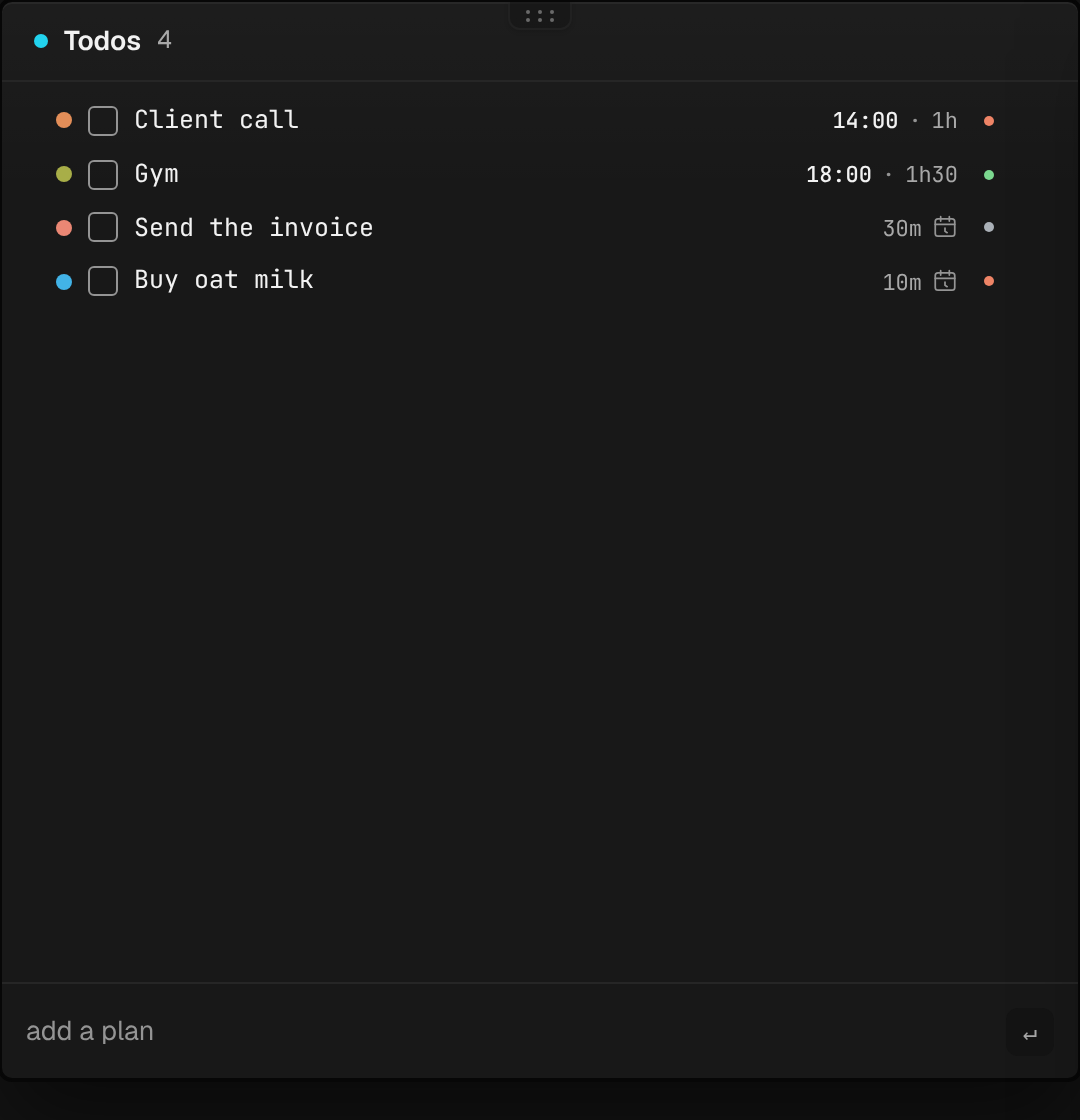 Todos 4
Client call 14:00 · 1h
Gym 18:00 · 1h30
Send the invoice 30m
Buy oat milk 10m
add a plan